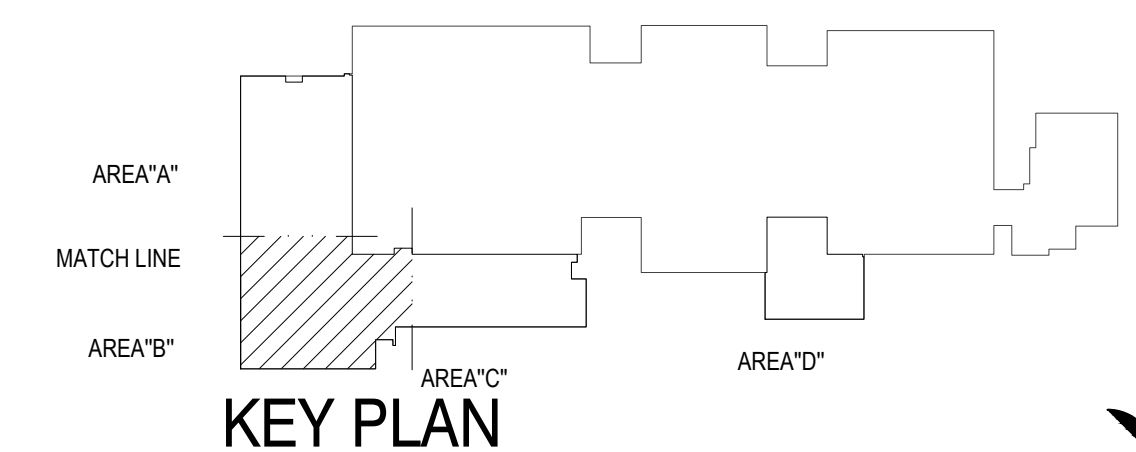 AREA"A"
MATCH LINE
AREA"B"
AREA"C"
AREA"D"
KEY PLAN